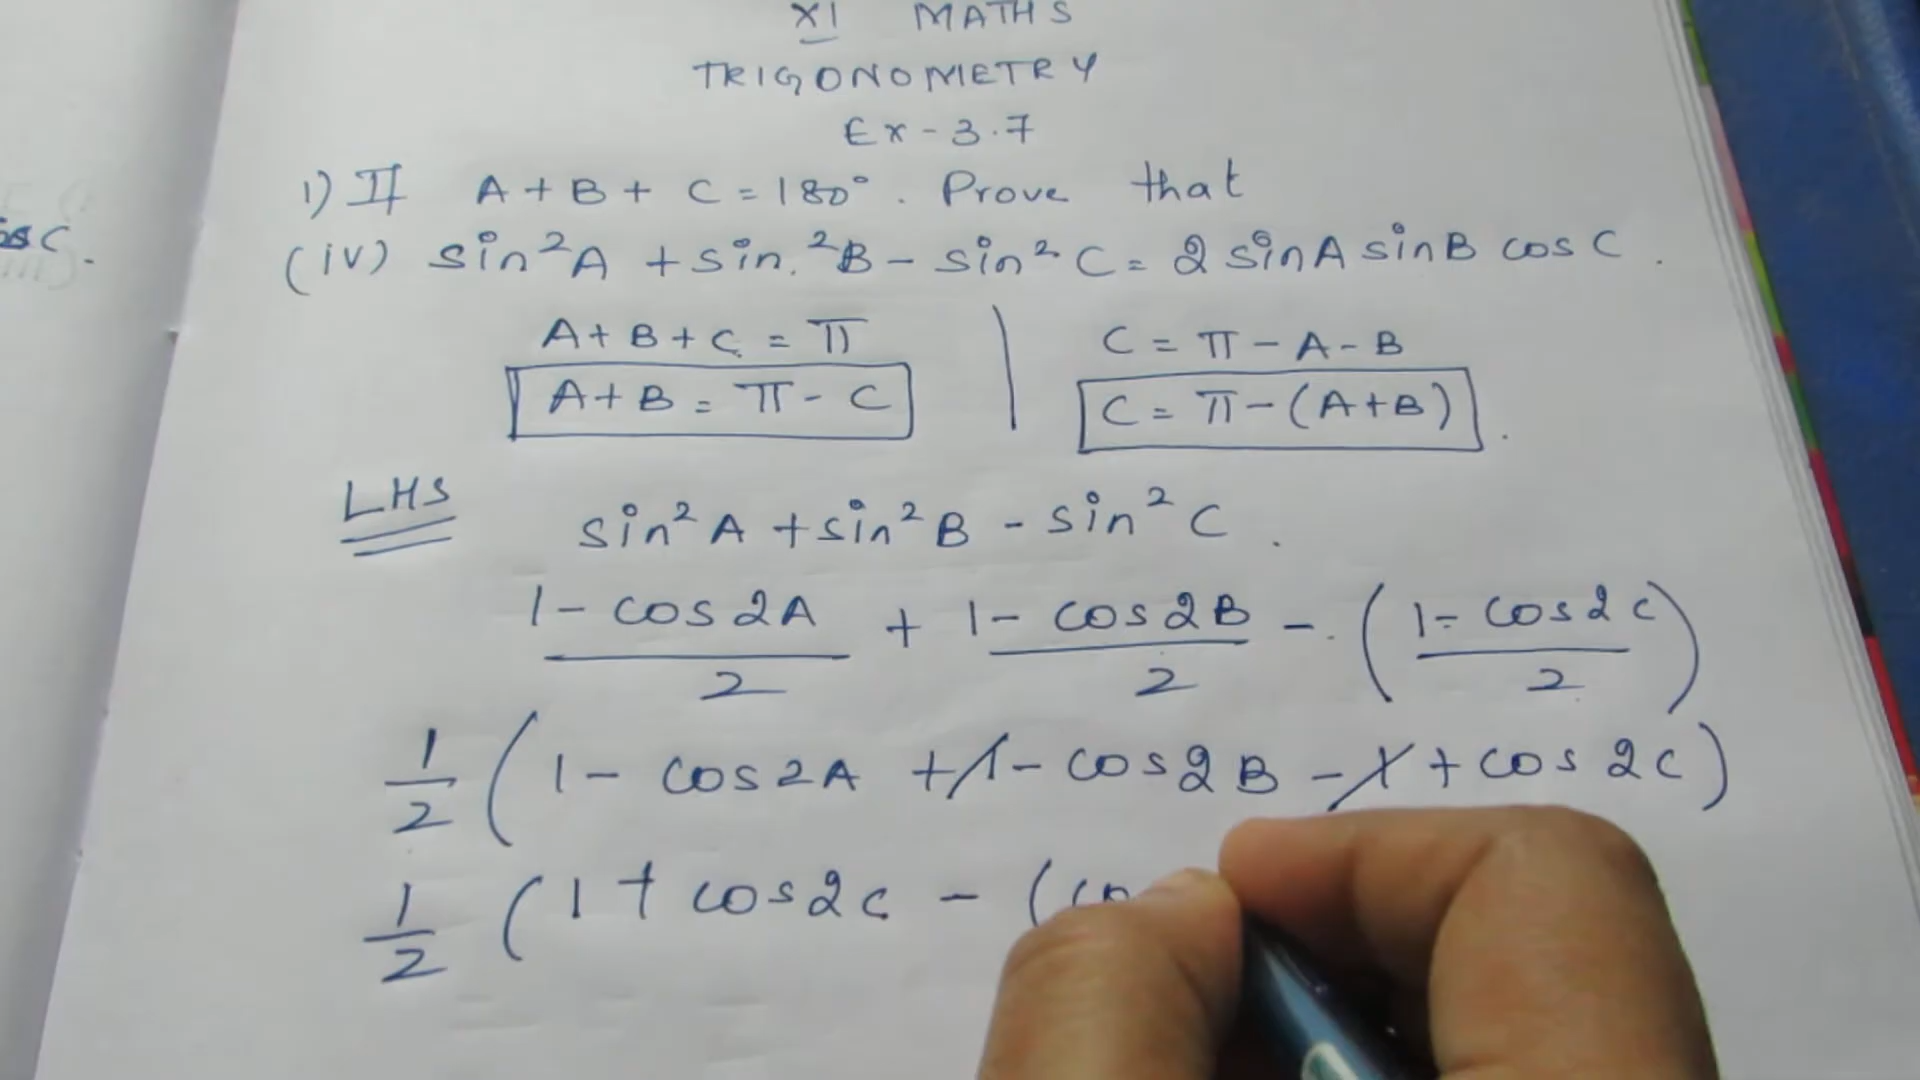 XI MATHS
TRIGONOMETRY
Ex - 3.7
1) If A + B + C = 180°. Prove that
(iv) sin²A + sin²B - sin²C = 2 sinA sinB cosC.
A + B + C = π
A + B = π - C
C = π - A - B
C = π - (A + B).
LHS
sin²A + sin²B - sin²C.
(1 - cos2A)/2 + (1 - cos2B)/2 - ((1 - cos2C)/2)
1/2 (1 - cos2A + 1 - cos2B - 1 + cos2C)
1/2 (1 + cos2C - (co